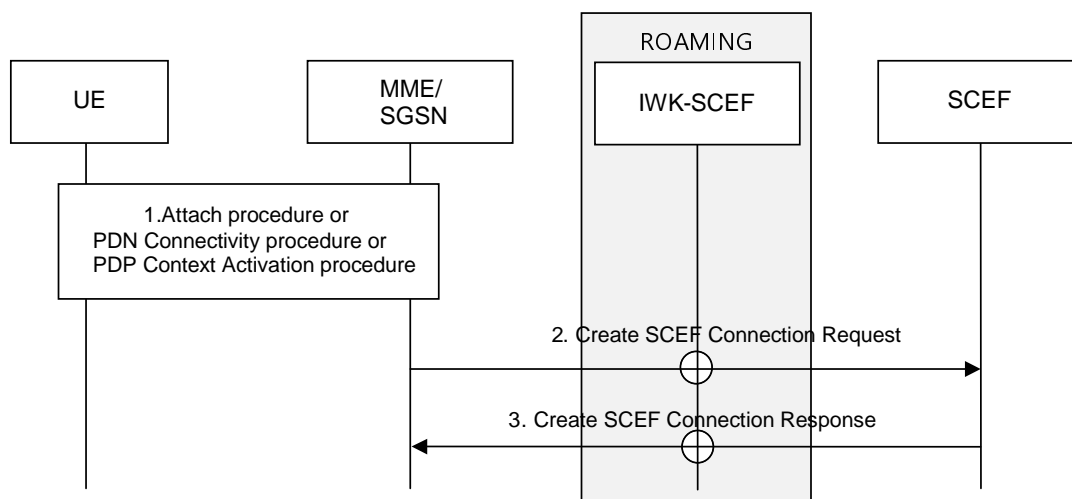 ROAMING
UE
MME/
SGSN
IWK-SCEF
SCEF
1.Attach procedure or
PDN Connectivity procedure or
PDP Context Activation procedure
2. Create SCEF Connection Request
3. Create SCEF Connection Response